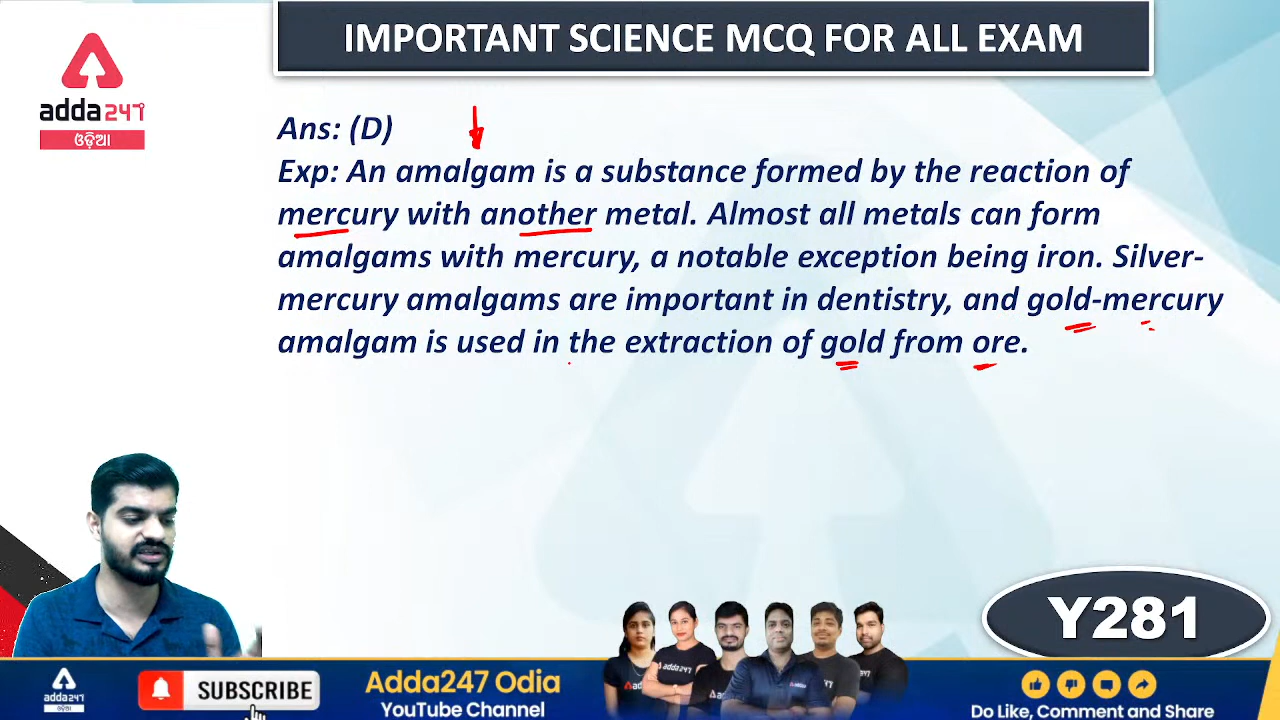 IMPORTANT SCIENCE MCQ FOR ALL EXAM
adda247
ଓଡ଼ିଆ
Ans: (D)
Exp: An amalgam is a substance formed by the reaction of
mercury with another metal. Almost all metals can form
amalgams with mercury, a notable exception being iron. Silver-
mercury amalgams are important in dentistry, and gold-mercury
amalgam is used in the extraction of gold from ore.
Y281
adda247
adda247
ଓଡ଼ିଆ
SUBSCRIBE
Adda247 Odia
YouTube Channel
Do Like, Comment and Share